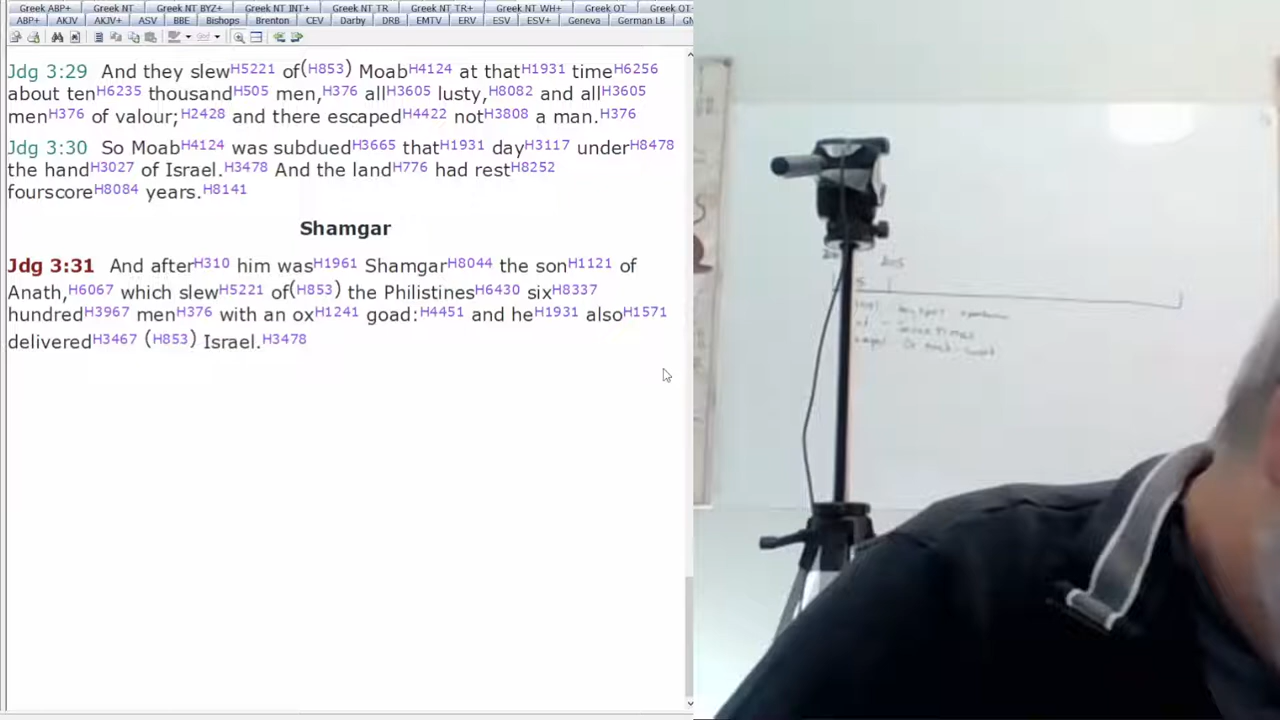 Greek ABP+ Greek NT Greek NT BYZ+ Greek NT INT+ Greek NT TR Greek NT TR+ Greek NT WH+ Greek OT Greek OT
ABP+ AKJV AKJV+ ASV BBE Bishops Brenton CEV Darby DRB EMTV ERV ESV ESV+ Geneva German LB
Jdg 3:29 And they slewH5221 of(H853) MoabH4124 at thatH1931 timeH6256
about tenH6235 thousandH505 men,H376 allH3605 lusty,H8082 and allH3605
menH376 of valour;H2428 and there escapedH4422 notH3808 a man.H376
Jdg 3:30 So MoabH4124 was subduedH3665 thatH1931 dayH3117 underH8478
the handH3027 of Israel.H3478 And the landH776 had restH8252
fourscoreH8084 years.H8141
Shamgar
Jdg 3:31 And afterH310 him wasH1961 ShamgarH8044 the sonH1121 of
Anath,H6067 which slewH5221 of(H853) the PhilistinesH6430 sixH8337
hundredH3967 menH376 with an oxH1241 goad:H4451 and heH1931 alsoH1571
deliveredH3467 (H853) Israel.H3478